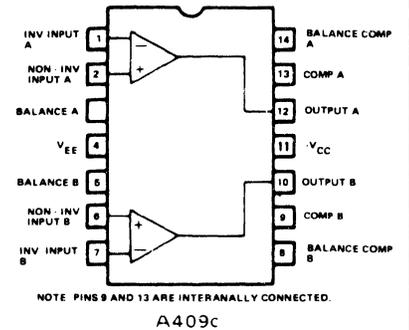 INV INPUT
A
1
NON - INV
INPUT A
2
BALANCE A
VEE
4
BALANCE B
5
NON - INV
INPUT B
6
INV INPUT
B
7
−
+
+
−
14
BALANCE COMP
A
13
COMP A
12
OUTPUT A
11
·VCC
10
OUTPUT B
9
COMP B
8
BALANCE COMP
B
NOTE PINS 9 AND 13 ARE INTERANALLY CONNECTED.
A409c